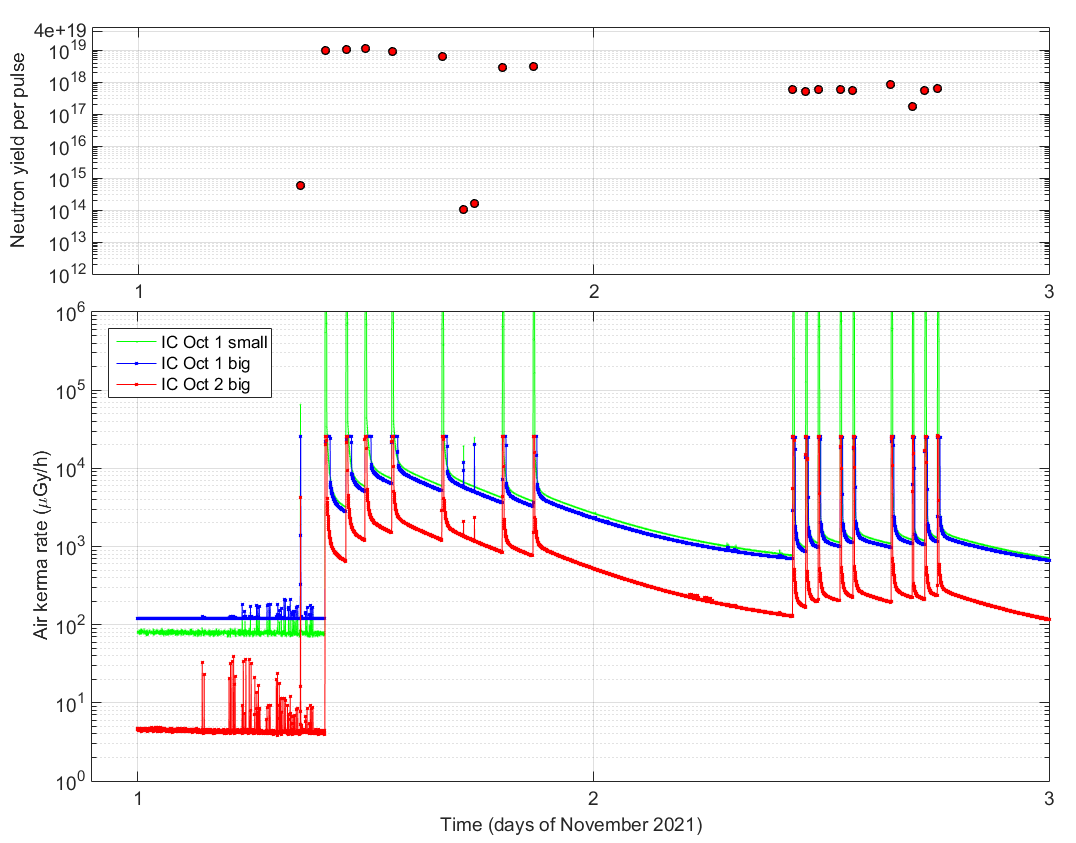 4e+19
10^19
10^18
10^17
10^16
10^15
10^14
10^13
10^12
Neutron yield per pulse
1 2 3
10^6
10^5
10^4
10^3
10^2
10^1
10^0
Air kerma rate (μGy/h)
IC Oct 1 small
IC Oct 1 big
IC Oct 2 big
1 2 3
Time (days of November 2021)